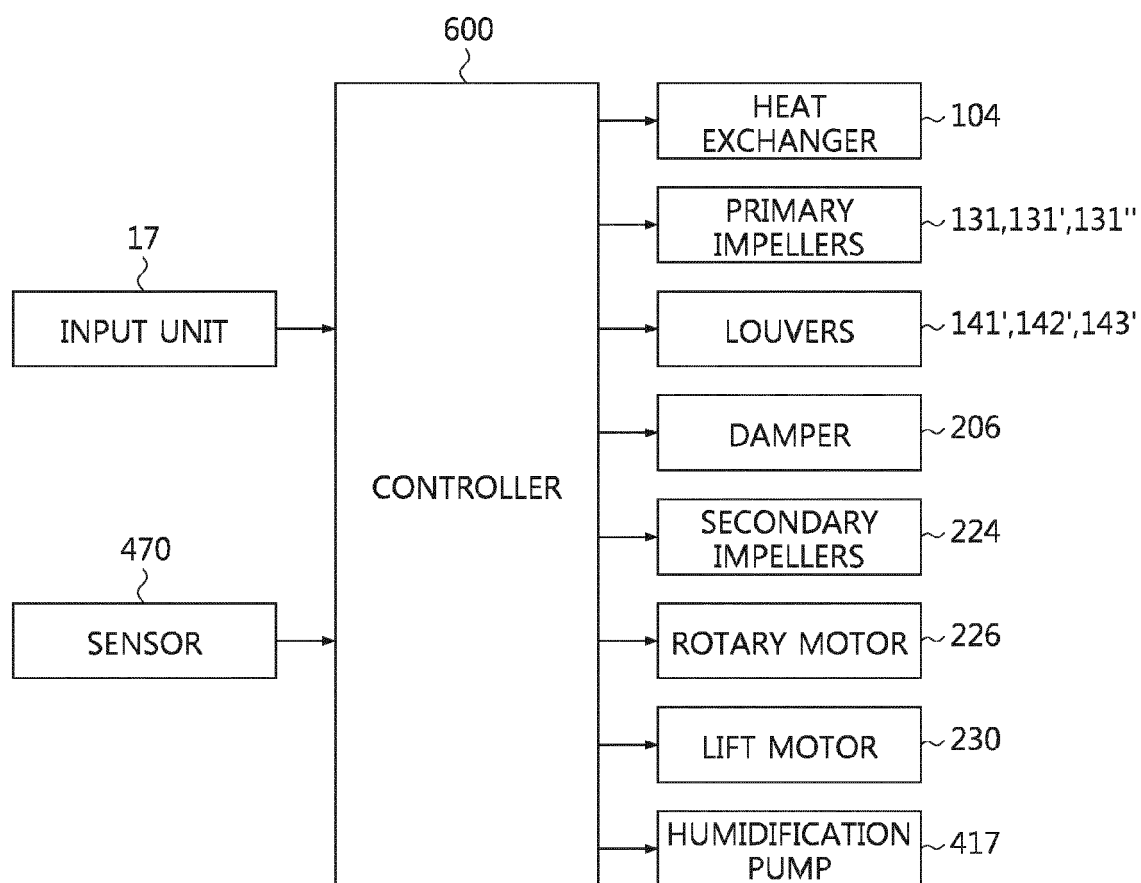 600
HEAT
EXCHANGER
104
PRIMARY
IMPELLERS
131,131',131''
17
INPUT UNIT
LOUVERS
141',142',143'
DAMPER
206
CONTROLLER
SECONDARY
IMPELLERS
224
470
SENSOR
ROTARY MOTOR
226
LIFT MOTOR
230
HUMIDIFICATION
PUMP
417